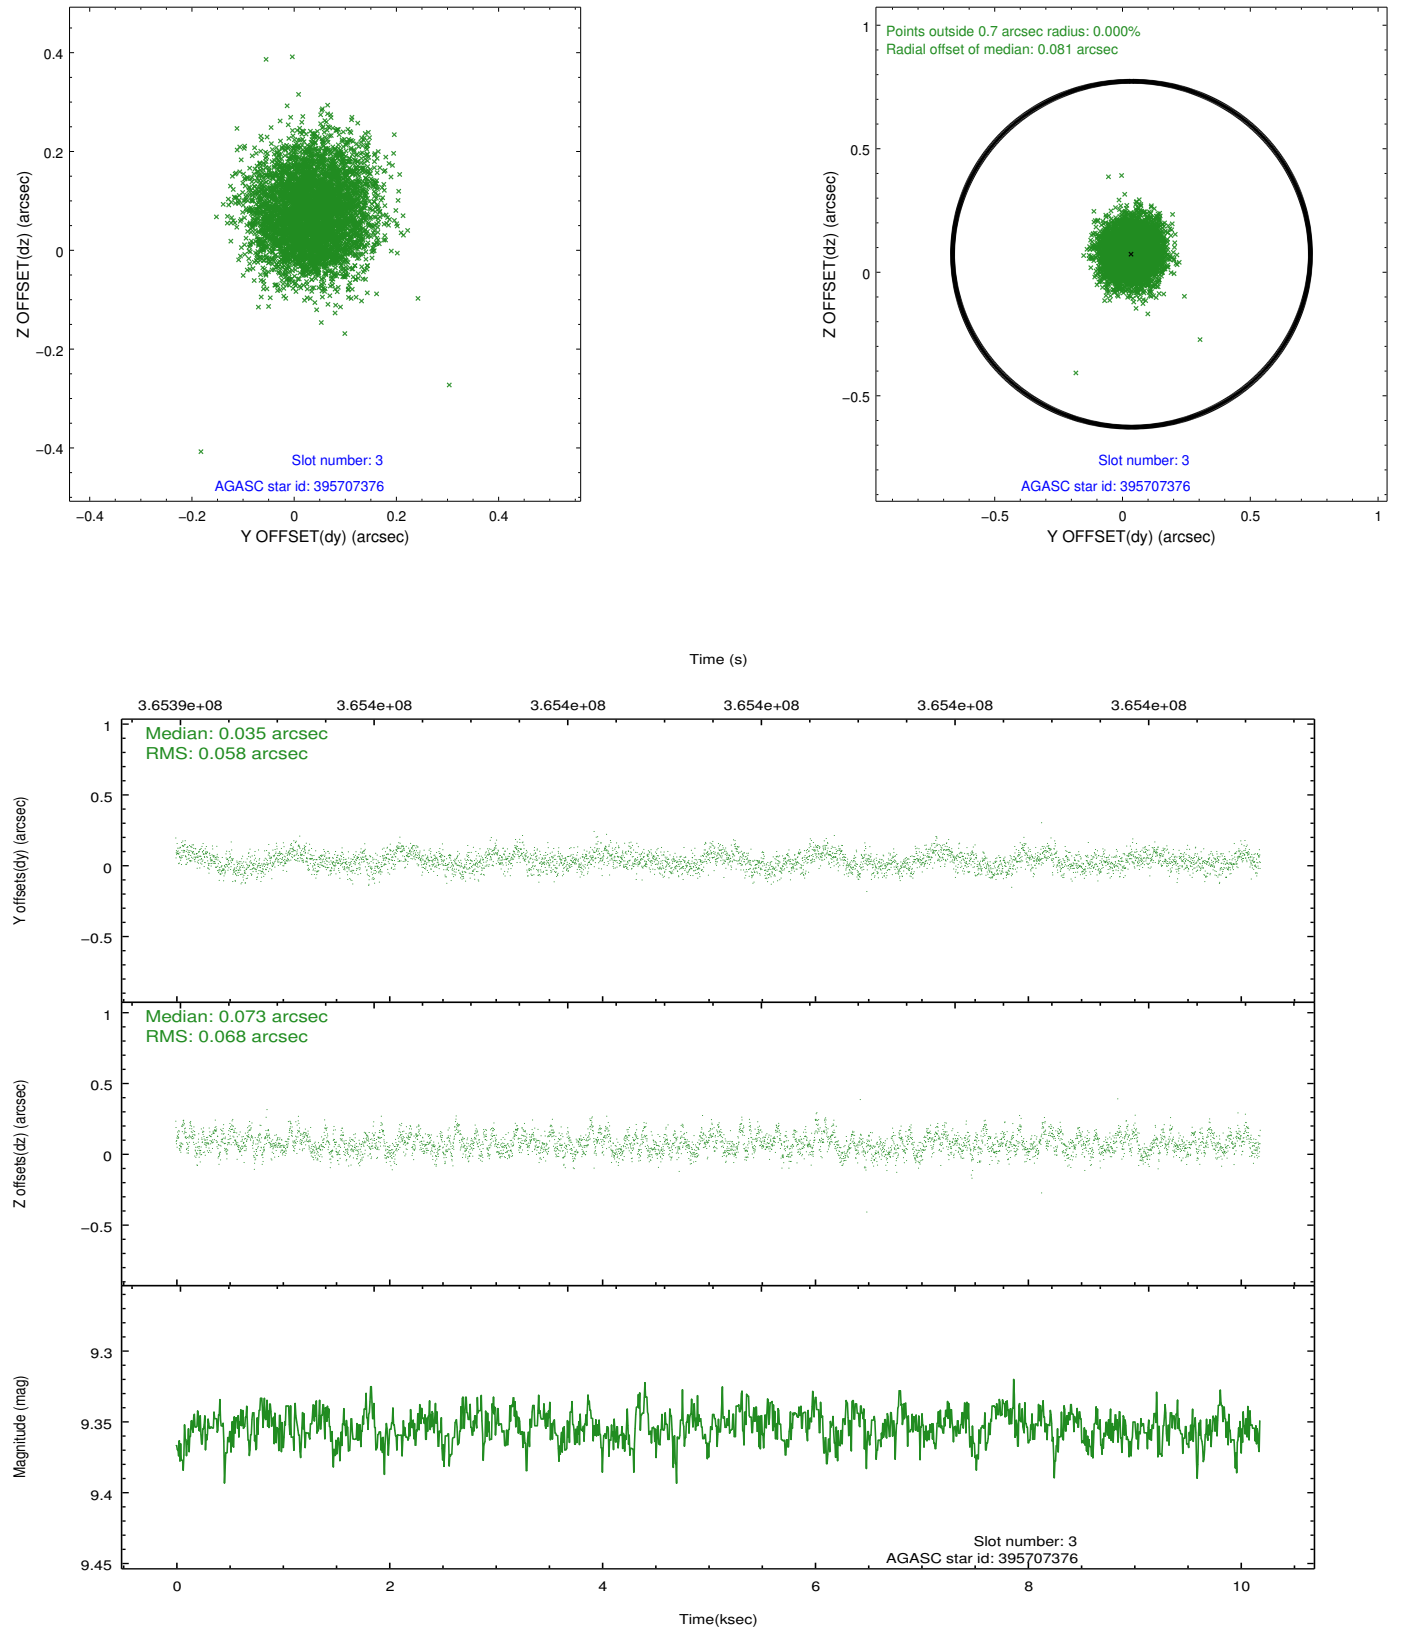 0.4
0.2
0
−0.2
−0.4
Z OFFSET(dz) (arcsec)
Slot number: 3
AGASC star id: 395707376
−0.4 −0.2 0 0.2 0.4
Y OFFSET(dy) (arcsec)
Points outside 0.7 arcsec radius: 0.000%
Radial offset of median: 0.081 arcsec
1
0.5
0
−0.5
Z OFFSET(dz) (arcsec)
Slot number: 3
AGASC star id: 395707376
−0.5 0 0.5 1
Y OFFSET(dy) (arcsec)
Time (s)
3.6539e+08 3.654e+08 3.654e+08 3.654e+08 3.654e+08 3.654e+08
Median: 0.035 arcsec
RMS: 0.058 arcsec
1
0.5
0
−0.5
Y offsets(dy) (arcsec)
Median: 0.073 arcsec
RMS: 0.068 arcsec
1
0.5
0
−0.5
Z offsets(dz) (arcsec)
9.3
9.35
9.4
9.45
Magnitude (mag)
Slot number: 3
AGASC star id: 395707376
0 2 4 6 8 10
Time(ksec)